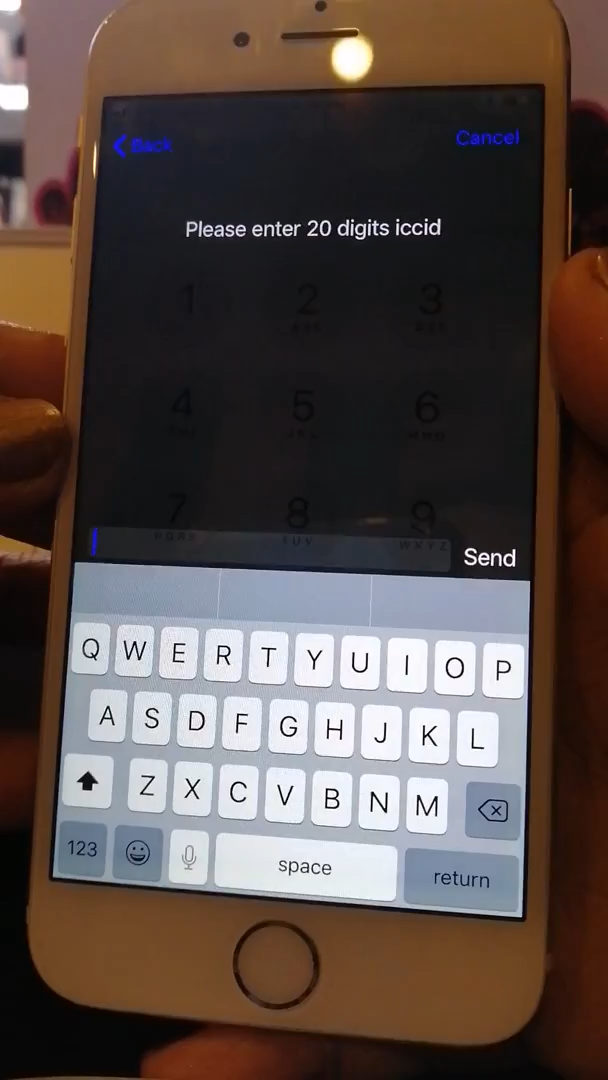 Back
Cancel
Please enter 20 digits iccid
1 2 3
4 5 6
7 8 9
Send
Q W E R T Y U I O P
A S D F G H J K L
Z X C V B N M
123 space return